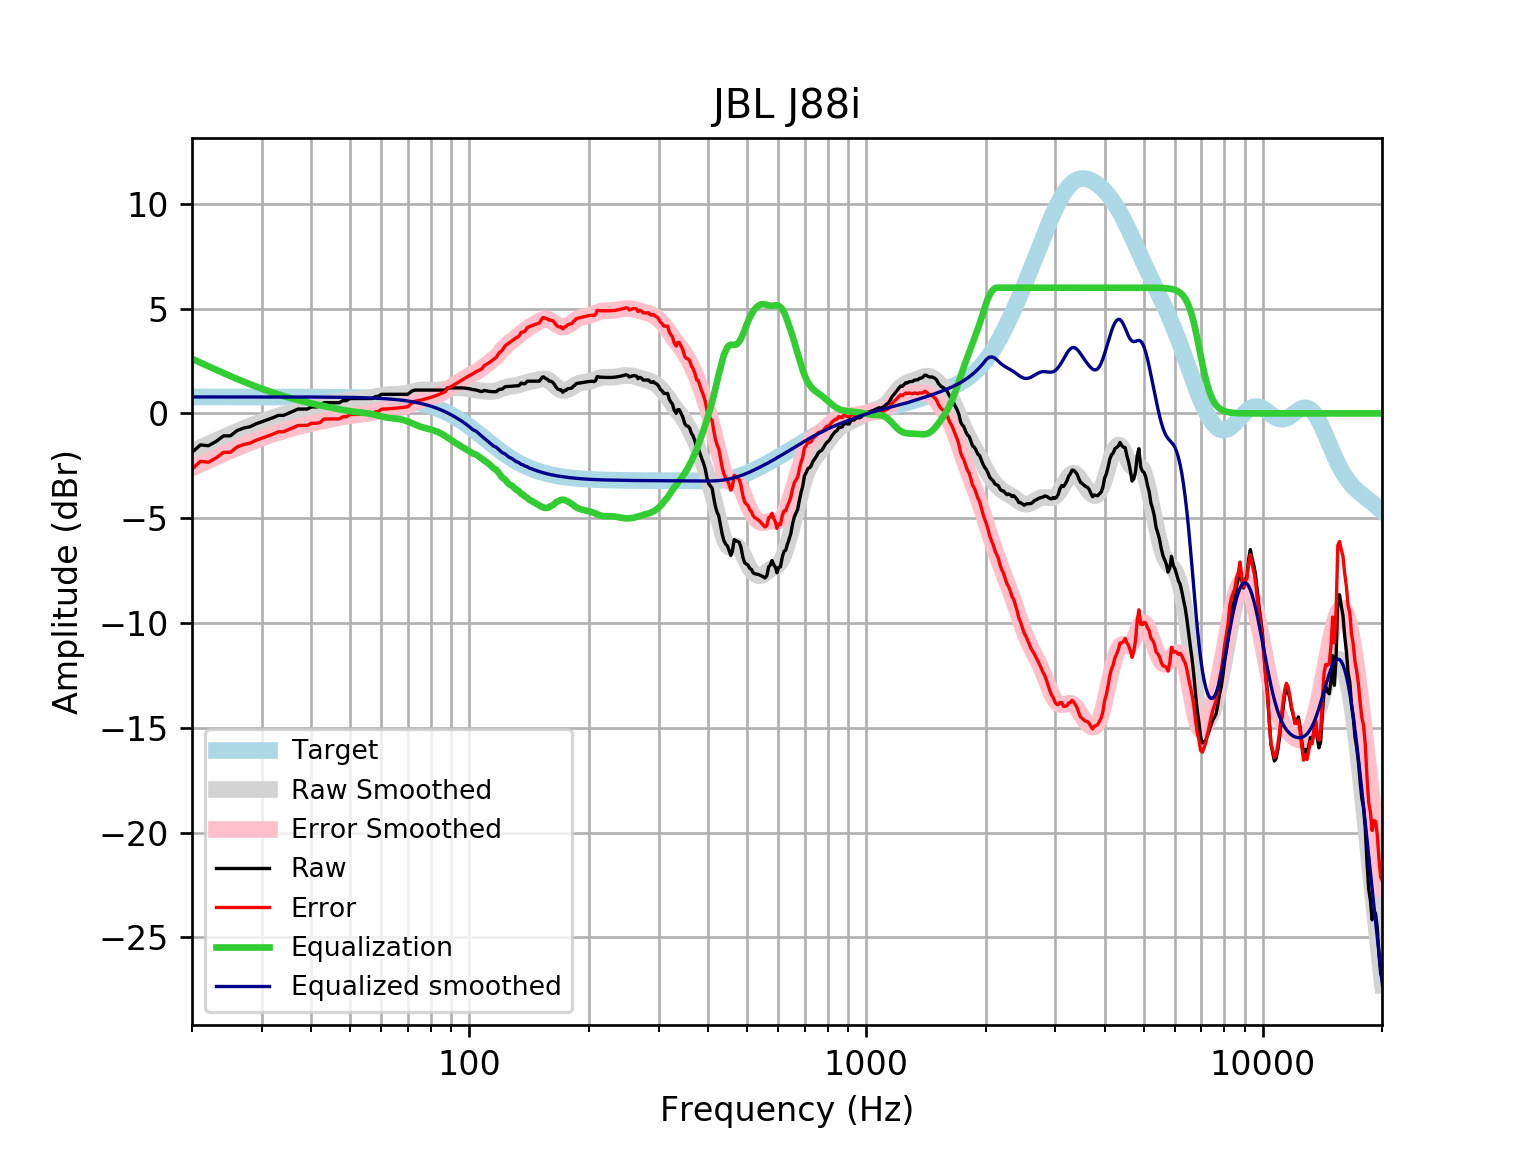 JBL J88i
10
5
0
−5
−10
−15
−20
−25
Amplitude (dBr)
Target
Raw Smoothed
Error Smoothed
Raw
Error
Equalization
Equalized smoothed
100 1000 10000
Frequency (Hz)